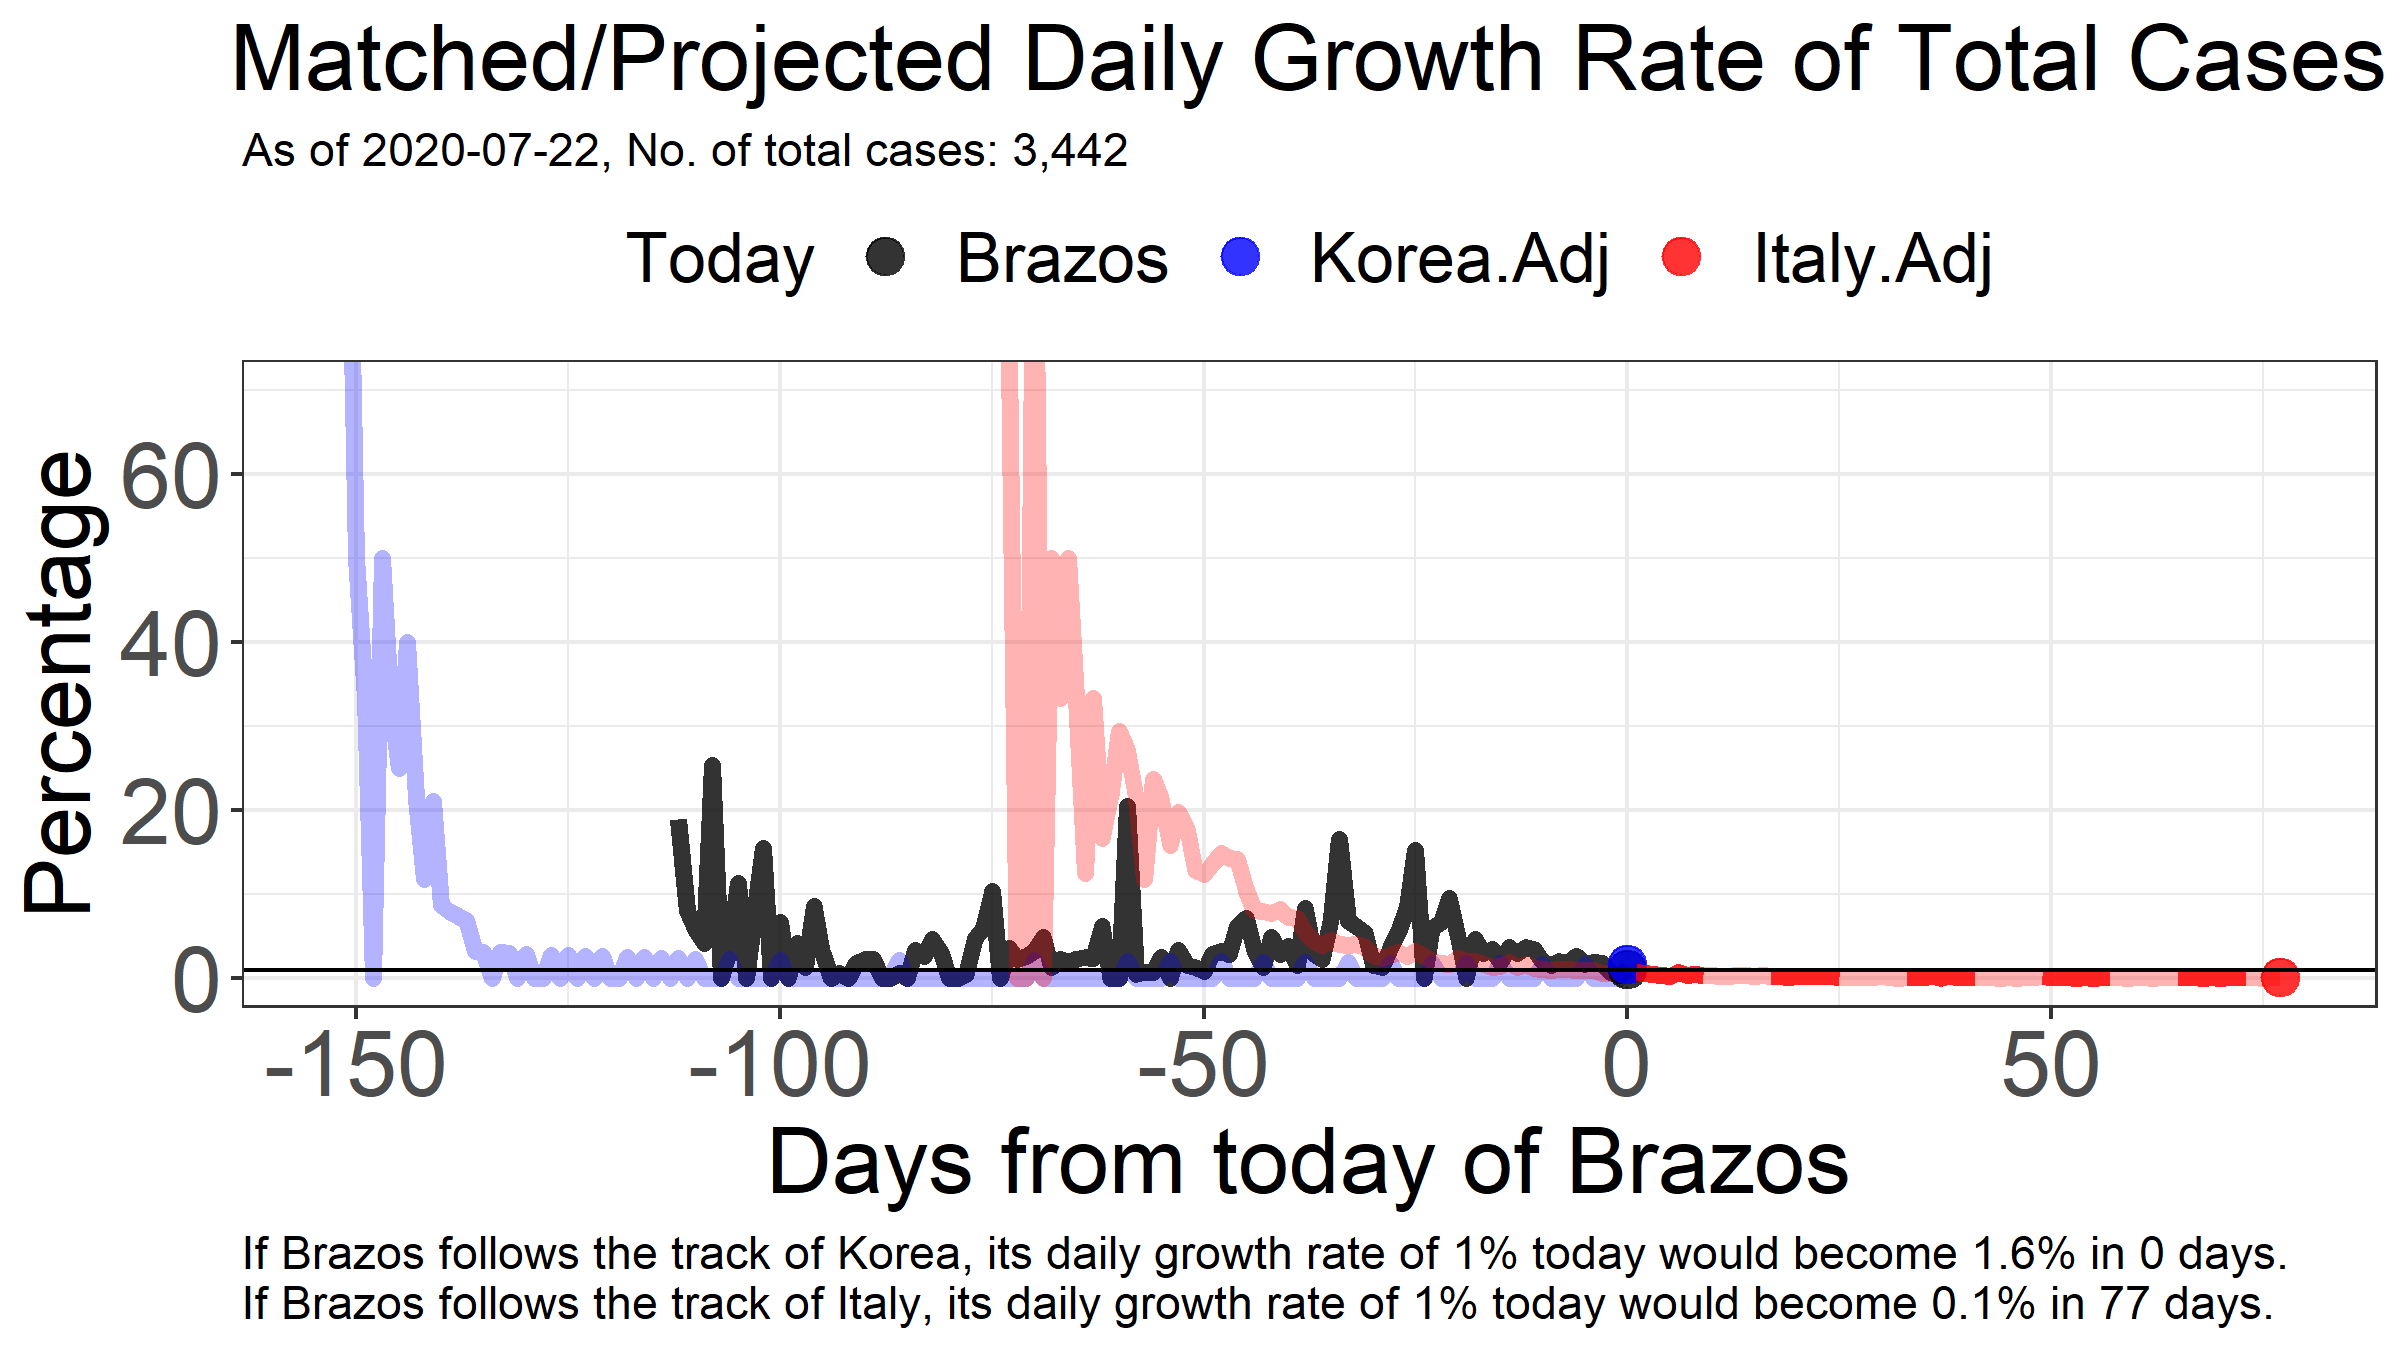 Matched/Projected Daily Growth Rate of Total Cases
As of 2020-07-22, No. of total cases: 3,442
Today Brazos Korea.Adj Italy.Adj
Percentage
60
40
20
0
-150 -100 -50 0 50
Days from today of Brazos
If Brazos follows the track of Korea, its daily growth rate of 1% today would become 1.6% in 0 days.
If Brazos follows the track of Italy, its daily growth rate of 1% today would become 0.1% in 77 days.